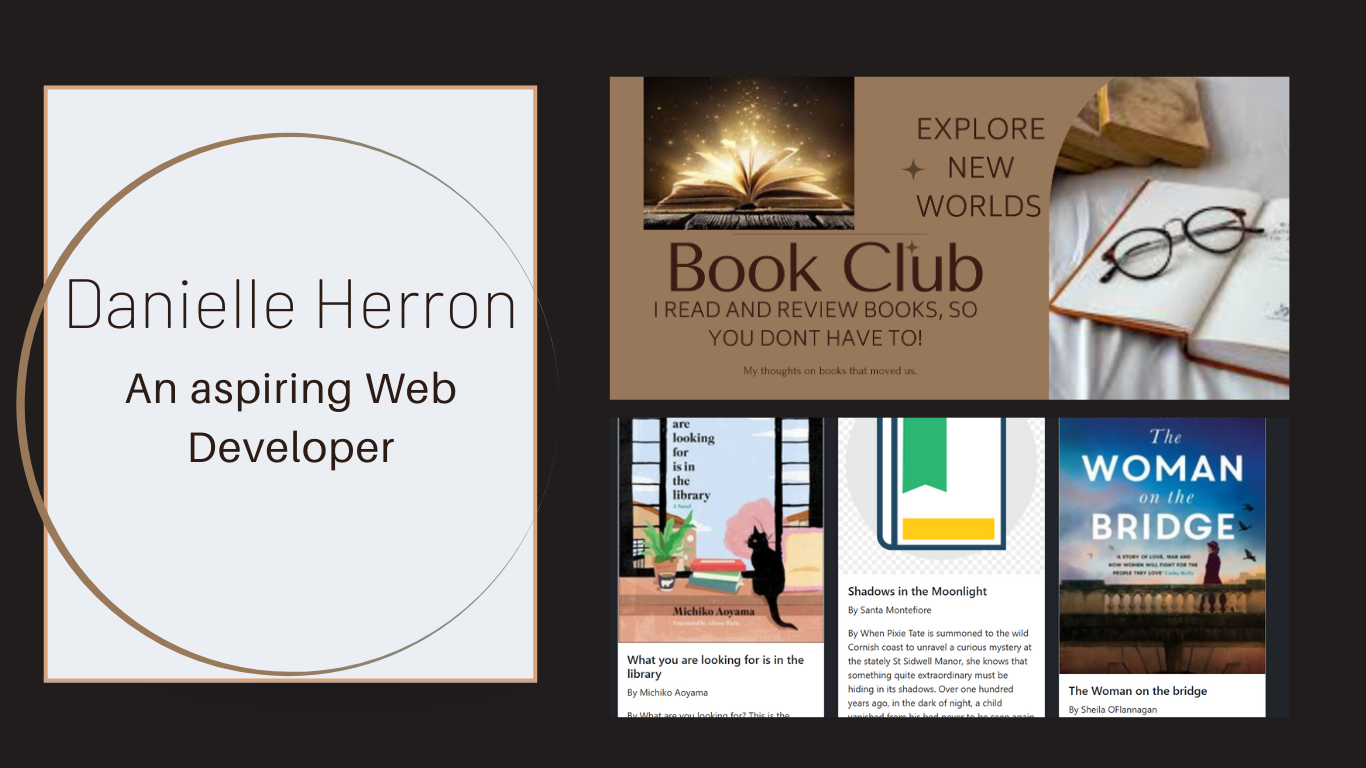 Danielle Herron
An aspiring Web
Developer
EXPLORE
NEW
WORLDS
Book Club
I READ AND REVIEW BOOKS, SO
YOU DONT HAVE TO!
My thoughts on books that moved us.
are
looking
for
is in
the
library
A Novel
Michiko Aoyama
Translated by Alison Watts
What you are looking for is in the
library
By Michiko Aoyama
By What are you looking for? This is the
Shadows in the Moonlight
By Santa Montefiore
By When Pixie Tate is summoned to the wild
Cornish coast to unravel a curious mystery at
the stately St Sidwell Manor, she knows that
something quite extraordinary must be
hiding in its shadows. Over one hundred
years ago, in the dark of night, a child
vanished from his bed never to be seen again
The
WOMAN
on the
BRIDGE
'A STORY OF LOVE, WAR AND
HOW WOMEN WILL FIGHT FOR THE
PEOPLE THEY LOVE'
The Woman on the bridge
By Sheila OFlannagan